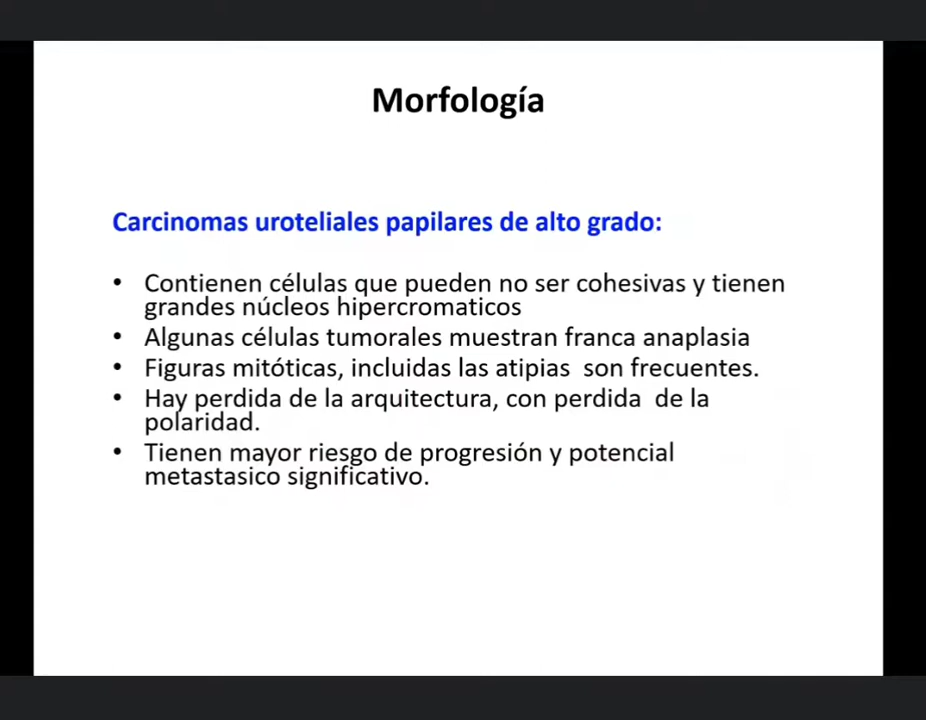 Morfología
Carcinomas uroteliales papilares de alto grado:
• Contienen células que pueden no ser cohesivas y tienen
grandes núcleos hipercromaticos
• Algunas células tumorales muestran franca anaplasia
• Figuras mitóticas, incluidas las atipias  son frecuentes.
• Hay perdida de la arquitectura, con perdida  de la
polaridad.
• Tienen mayor riesgo de progresión y potencial
metastasico significativo.